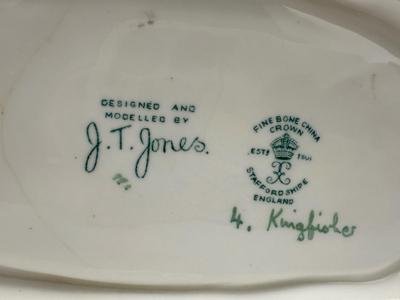 DESIGNED AND
MODELLED BY
J. T. Jones.
FINE BONE CHINA
CROWN
ESTD 1801
STAFFORDSHIRE
ENGLAND
4. Kingfisher